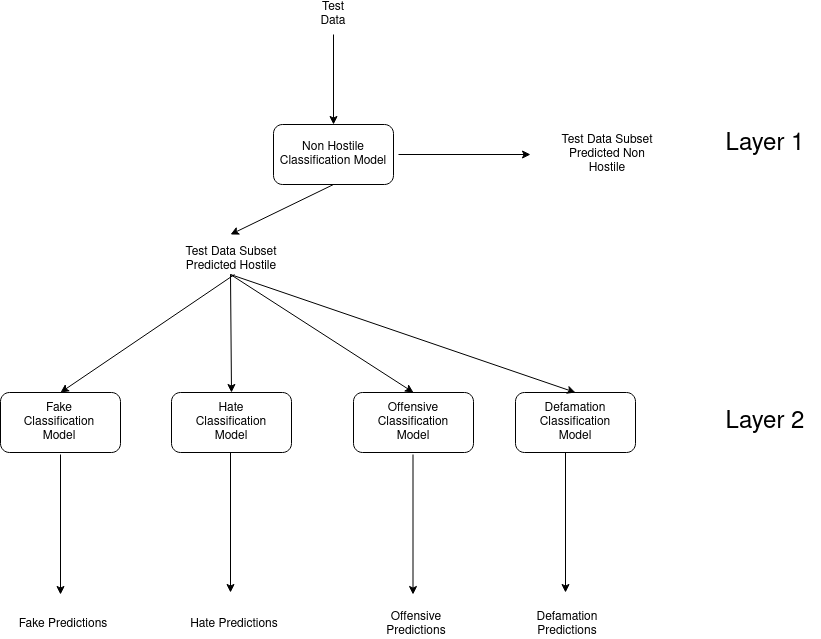 Test
Data
Non Hostile
Classification Model
Test Data Subset
Predicted Non
Hostile
Layer 1
Test Data Subset
Predicted Hostile
Fake
Classification
Model
Hate
Classification
Model
Offensive
Classification
Model
Defamation
Classification
Model
Layer 2
Fake Predictions
Hate Predictions
Offensive
Predictions
Defamation
Predictions